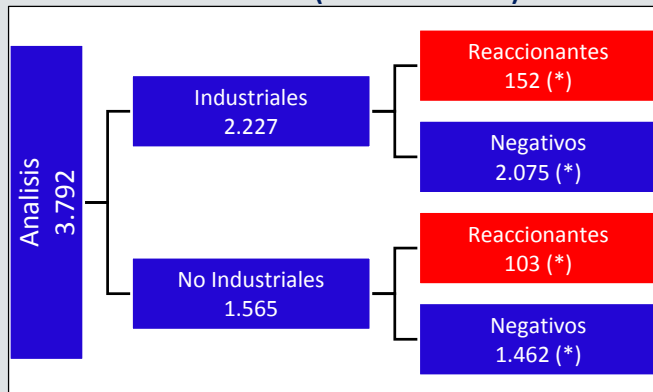 Analisis
3.792
Industriales
2.227
Reaccionantes
152 (*)
Negativos
2.075 (*)
No Industriales
1.565
Reaccionantes
103 (*)
Negativos
1.462 (*)